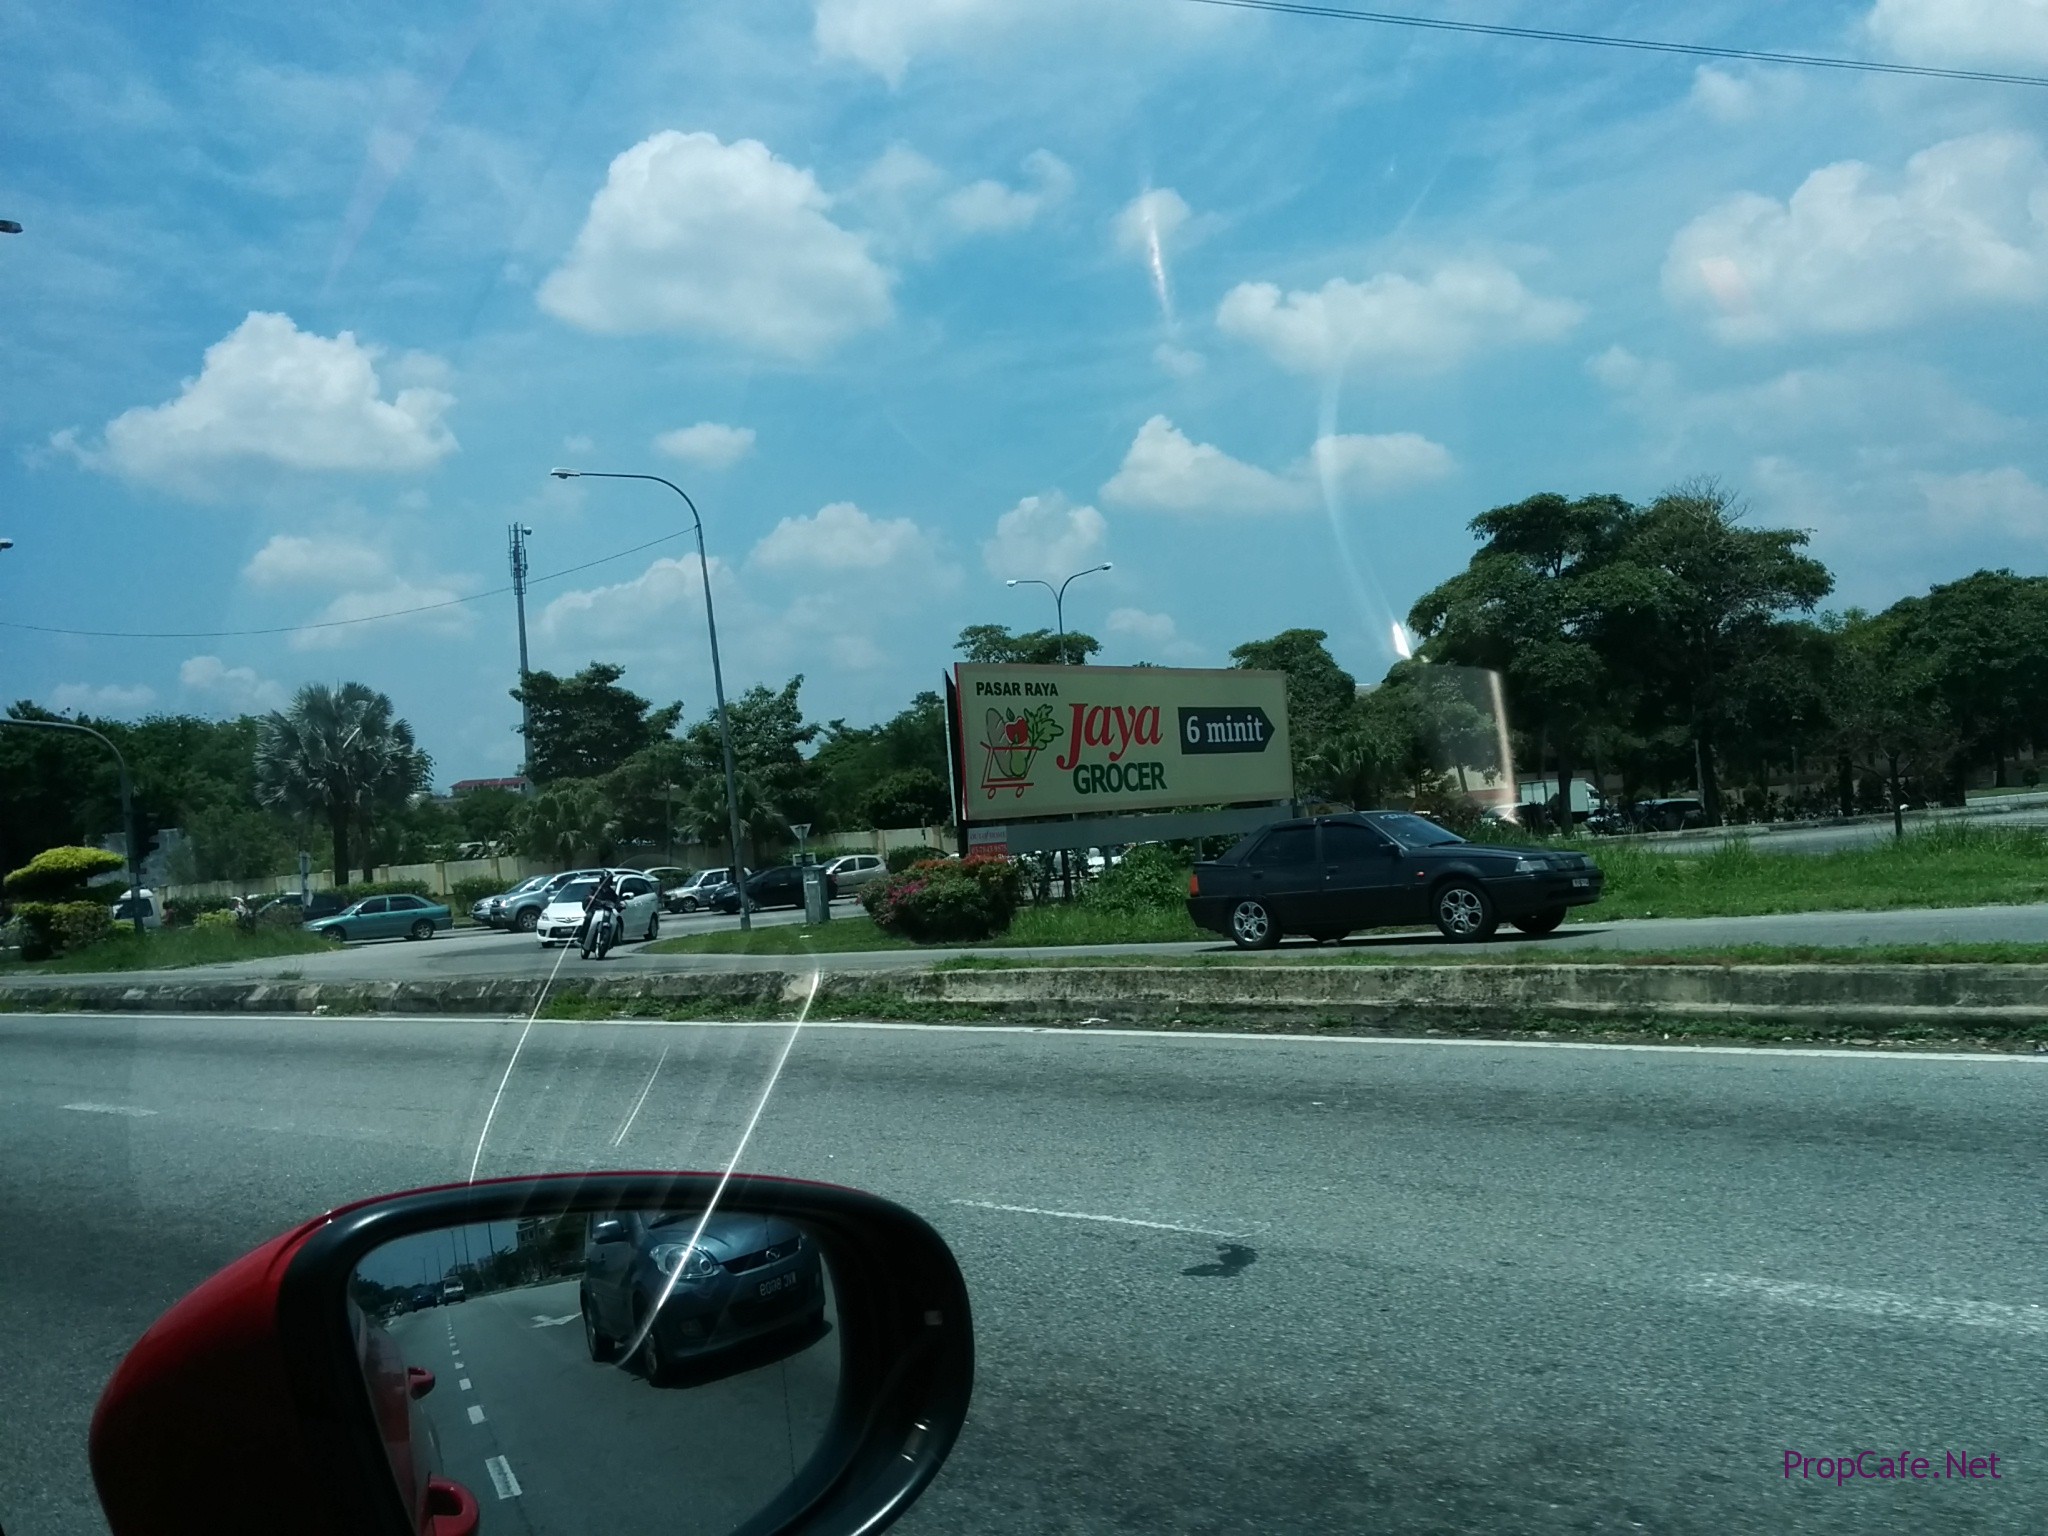 PASAR RAYA
Jaya
GROCER
6 minit
PropCafe.Net